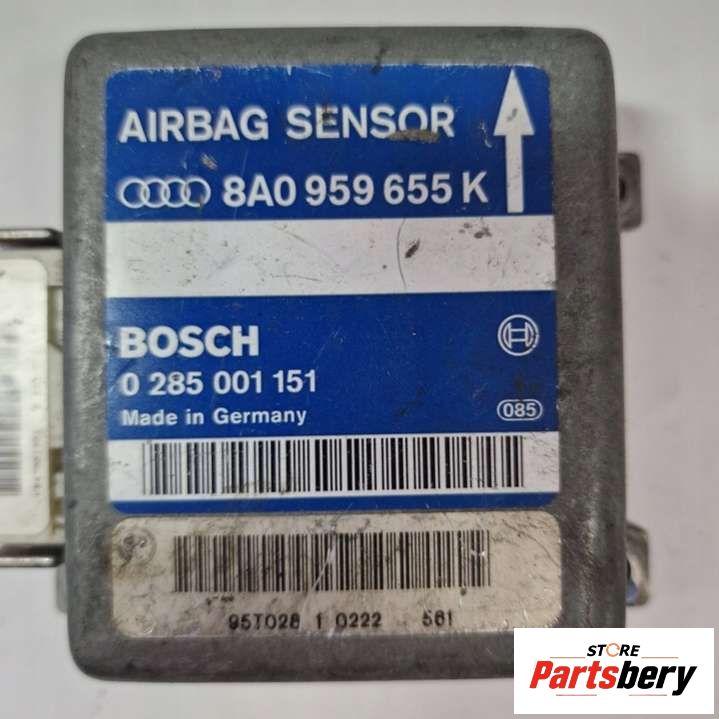 AIRBAG SENSOR
8A0 959 655 K
BOSCH
0 285 001 151
Made in Germany
085
95T028 1 0222 561
STORE
Partsbery